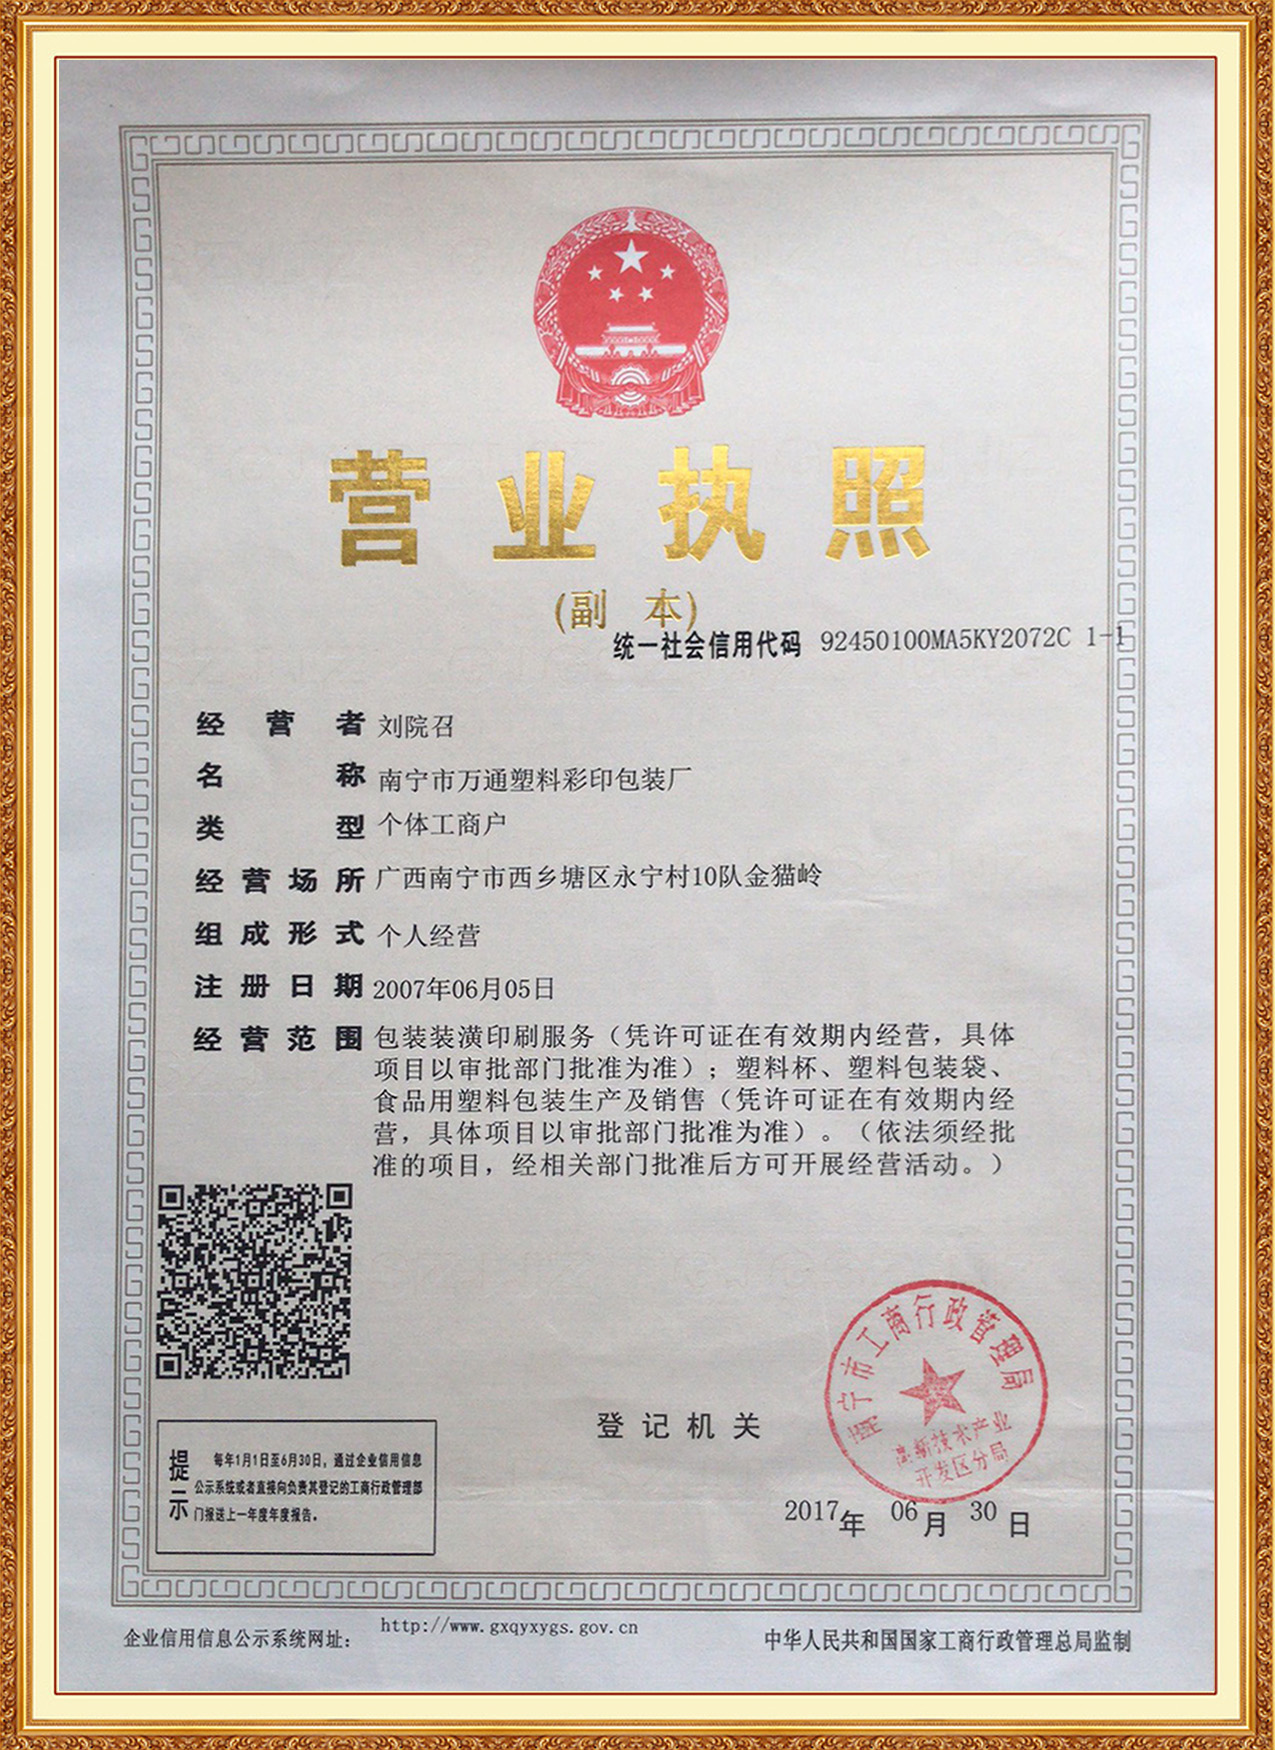 营业执照
(副 本)
统一社会信用代码 92450100MA5KY2072C 1-1
经营者 刘院召
名称 南宁市万通塑料彩印包装厂
类型 个体工商户
经营场所 广西南宁市西乡塘区永宁村10队金猫岭
组成形式 个人经营
注册日期 2007年06月05日
经营范围 包装装潢印刷服务（凭许可证在有效期内经营，具体
项目以审批部门批准为准）；塑料杯、塑料包装袋、
食品用塑料包装生产及销售（凭许可证在有效期内经
营，具体项目以审批部门批准为准）。（依法须经批
准的项目，经相关部门批准后方可开展经营活动。）
南宁市工商行政管理局
高新技术产业
开发区分局
登记机关
2017年 06月 30日
提示
每年1月1日至6月30日，通过企业信用信息
公示系统或者直接向负责其登记的工商行政管理部
门报送上一年度年度报告。
企业信用信息公示系统网址： http://www.gxqyxygs.gov.cn
中华人民共和国国家工商行政管理总局监制